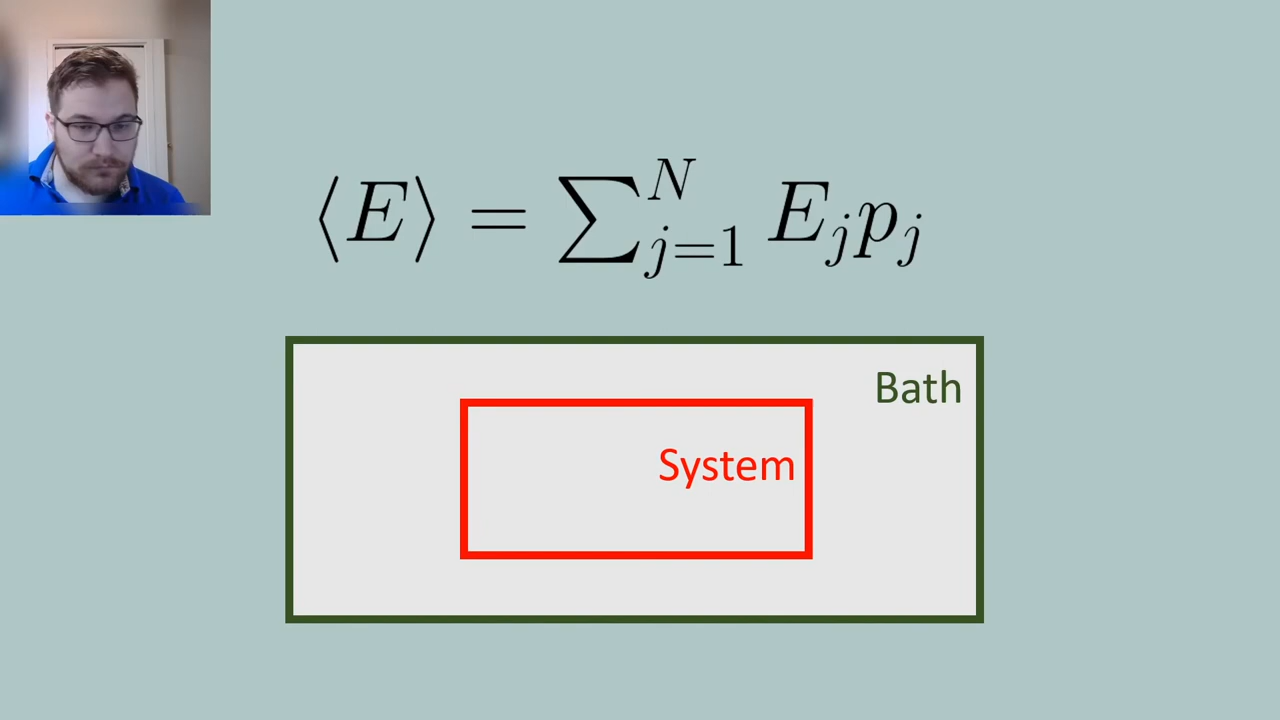 ⟨E⟩ = ∑_{j=1}^{N} E_j p_j
Bath
System